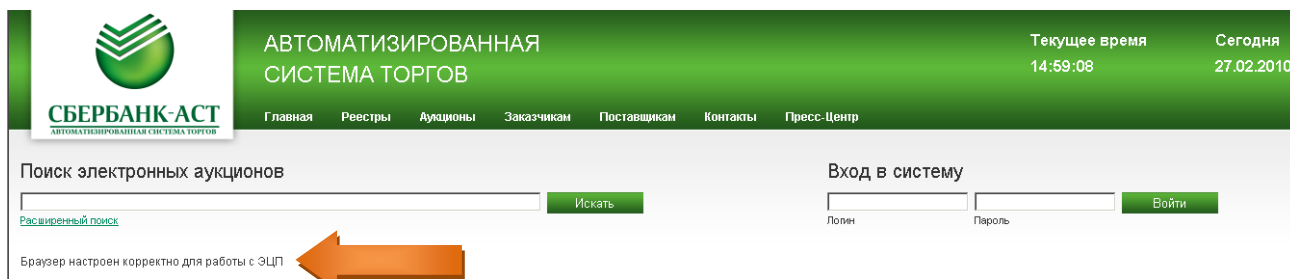 АВТОМАТИЗИРОВАННАЯ
СИСТЕМА ТОРГОВ
Текущее время
14:59:08
Сегодня
27.02.2010
СБЕРБАНК-АСТ
АВТОМАТИЗИРОВАННАЯ СИСТЕМА ТОРГОВ
Главная Реестры Аукционы Заказчикам Поставщикам Контакты Пресс-Центр
Поиск электронных аукционов
Искать
Расширенный поиск
Вход в систему
Войти
Логин Пароль
Браузер настроен корректно для работы с ЭЦП